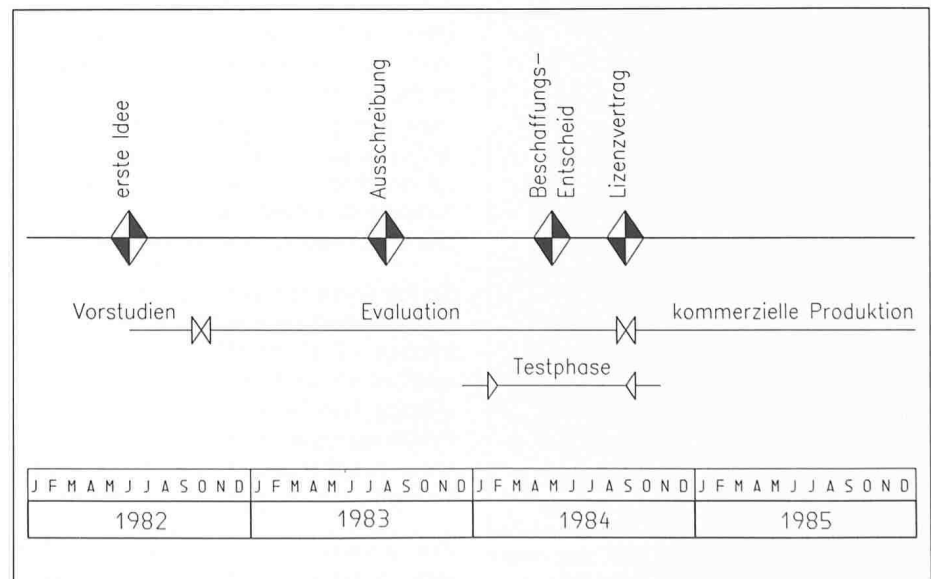 erste Idee
Ausschreibung
Beschaffungs-
Entscheid
Lizenzvertrag
Vorstudien
Evaluation
kommerzielle Produktion
Testphase
J F M A M J J A S O N D J F M A M J J A S O N D J F M A M J J A S O N D J F M A M J J A S O N D
1982 1983 1984 1985